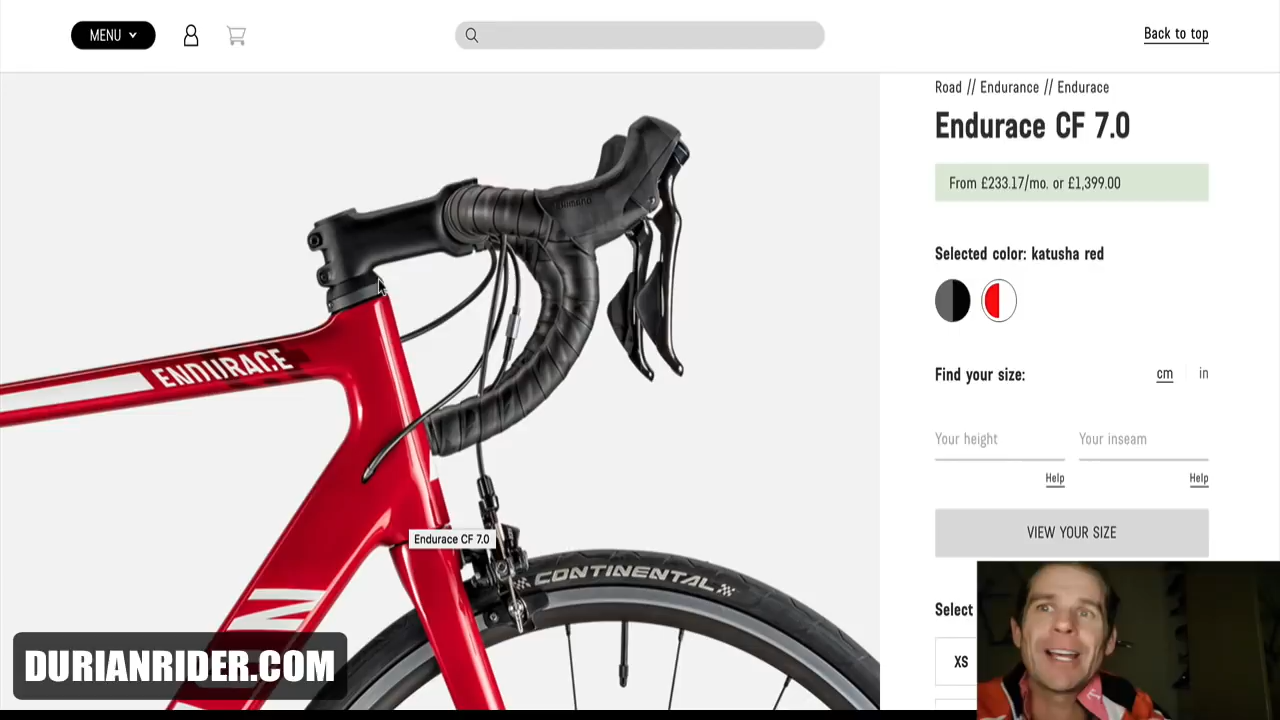 MENU
Back to top
Road // Endurance // Endurace
Endurace CF 7.0
From £233.17/mo. or £1,399.00
Selected color: katusha red
Find your size:
cm
in
Your height
Your inseam
Help
Help
VIEW YOUR SIZE
Select
XS
SHIMANO
ENDURACE
Endurace CF 7.0
CONTINENTAL
DURIANRIDER.COM